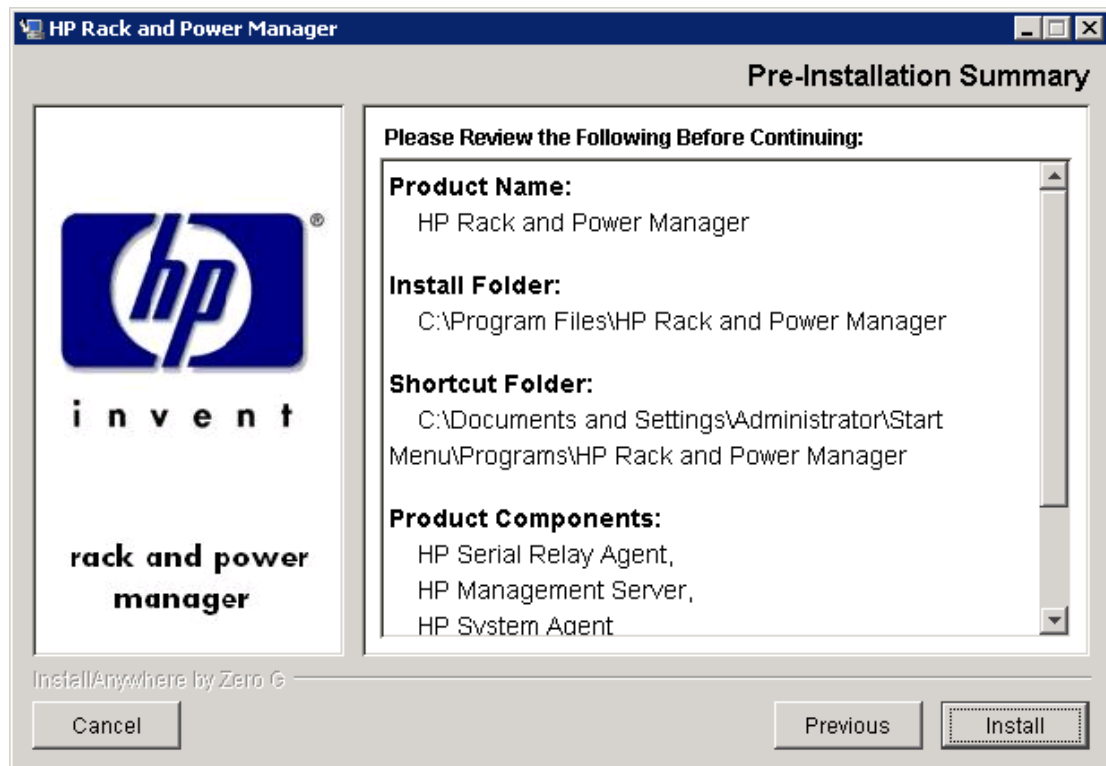 HP Rack and Power Manager
Pre-Installation Summary
hp
®
i n v e n t
rack and power
manager
Please Review the Following Before Continuing:
Product Name:
HP Rack and Power Manager
Install Folder:
C:\Program Files\HP Rack and Power Manager
Shortcut Folder:
C:\Documents and Settings\Administrator\Start
Menu\Programs\HP Rack and Power Manager
Product Components:
HP Serial Relay Agent,
HP Management Server,
HP System Agent
InstallAnywhere by Zero G
Cancel
Previous
Install